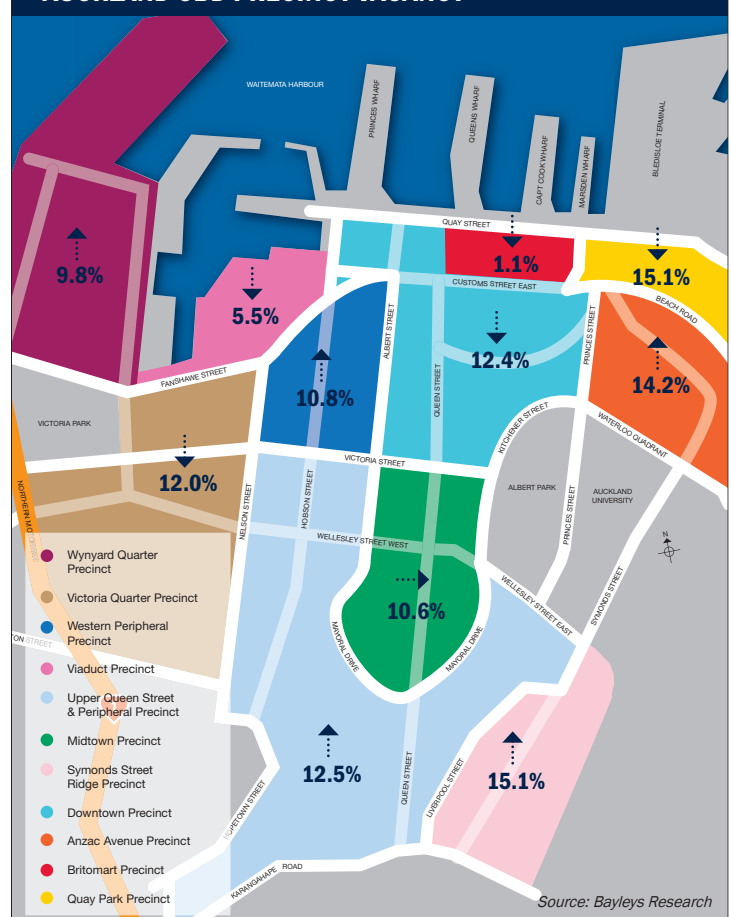 WAITEMATA HARBOUR
PRINCES WHARF
QUEENS WHARF
CAPT COOK WHARF
MARSDEN WHARF
BLEDISLOE TERMINAL
QUAY STREET
9.8%
1.1%
15.1%
CUSTOMS STREET EAST
BEACH ROAD
5.5%
ALBERT STREET
PRINCES STREET
12.4%
14.2%
FANSHAWE STREET
QUEEN STREET
10.8%
KITCHENER STREET
WATERLOO QUADRANT
VICTORIA PARK
VICTORIA STREET
12.0%
NORTHERN
NELSON STREET
HOBSON STREET
ALBERT PARK
PRINCES STREET
AUCKLAND
UNIVERSITY
N
WELLESLEY STREET WEST
WELLESLEY STREET EAST
SYMONDS STREET
10.6%
MAYORAL DRIVE
MAYORAL DRIVE
TON STREET
Wynyard Quarter
Precinct
Victoria Quarter Precinct
Western Peripheral
Precinct
Viaduct Precinct
Upper Queen Street
& Peripheral Precinct
Midtown Precinct
Symonds Street
Ridge Precinct
Downtown Precinct
Anzac Avenue Precinct
Britomart Precinct
Quay Park Precinct
12.5%
15.1%
QUEEN STREET
LIVERPOOL STREET
HOPETOWN STREET
KARANGAHAPE ROAD
Source: Bayleys Research